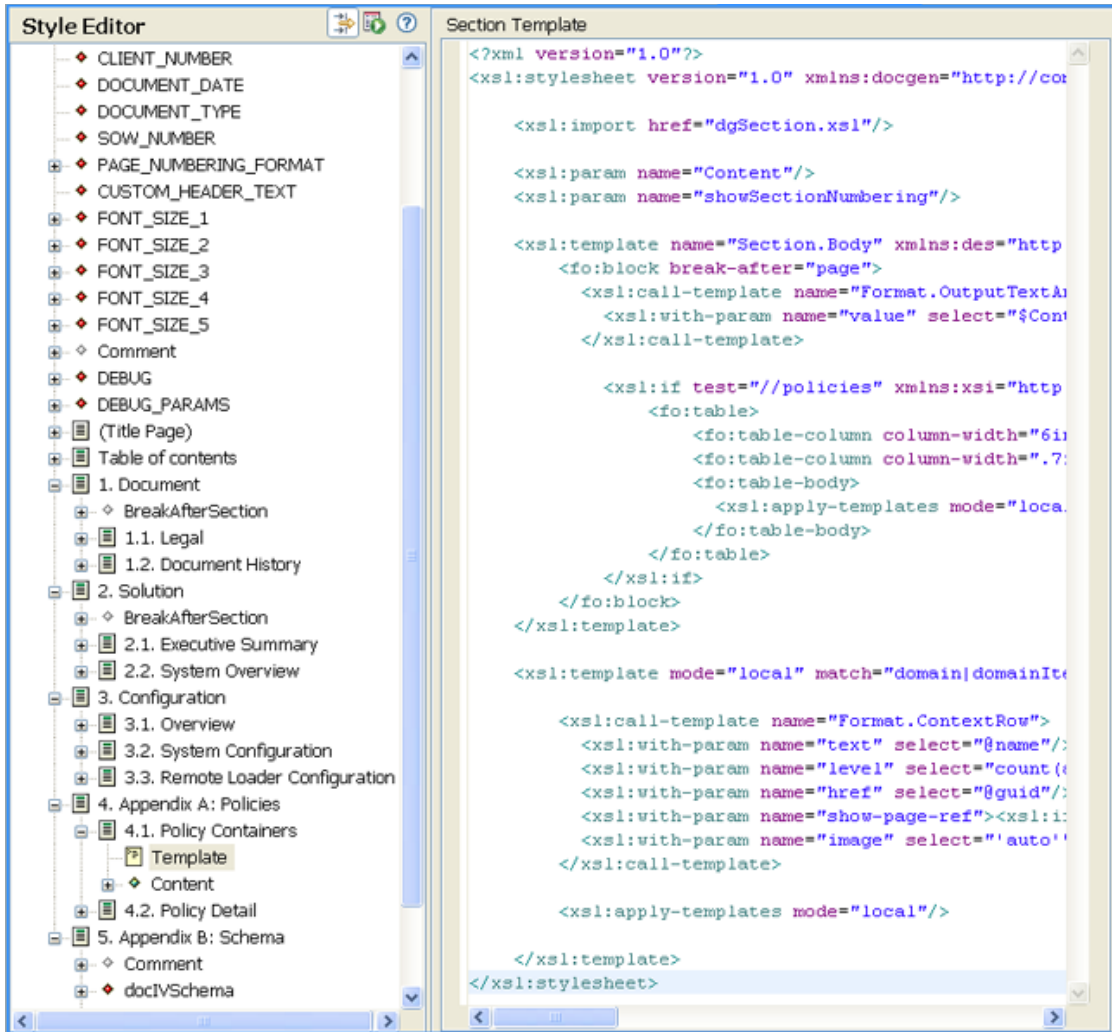 Style Editor
CLIENT_NUMBER
DOCUMENT_DATE
DOCUMENT_TYPE
SOW_NUMBER
PAGE_NUMBERING_FORMAT
CUSTOM_HEADER_TEXT
FONT_SIZE_1
FONT_SIZE_2
FONT_SIZE_3
FONT_SIZE_4
FONT_SIZE_5
Comment
DEBUG
DEBUG_PARAMS
(Title Page)
Table of contents
1. Document
BreakAfterSection
1.1. Legal
1.2. Document History
2. Solution
BreakAfterSection
2.1. Executive Summary
2.2. System Overview
3. Configuration
3.1. Overview
3.2. System Configuration
3.3. Remote Loader Configuration
4. Appendix A: Policies
4.1. Policy Containers
Template
Content
4.2. Policy Detail
5. Appendix B: Schema
Comment
docIVSchema
Section Template
<?xml version="1.0"?>
<xsl:stylesheet version="1.0" xmlns:docgen="http://co
<xsl:import href="dgSection.xsl"/>
<xsl:param name="Content"/>
<xsl:param name="showSectionNumbering"/>
<xsl:template name="Section.Body" xmlns:des="http
<fo:block break-after="page">
<xsl:call-template name="Format.OutputTextA
<xsl:with-param name="value" select="$Cont
</xsl:call-template>
<xsl:if test="//policies" xmlns:xsi="http
<fo:table>
<fo:table-column column-width="6i
<fo:table-column column-width=".7
<fo:table-body>
<xsl:apply-templates mode="loca
</fo:table-body>
</fo:table>
</xsl:if>
</fo:block>
</xsl:template>
<xsl:template mode="local" match="domain|domainIte
<xsl:call-template name="Format.ContextRow">
<xsl:with-param name="text" select="@name"/>
<xsl:with-param name="level" select="count(
<xsl:with-param name="href" select="@guid"/>
<xsl:with-param name="show-page-ref"><xsl:i
<xsl:with-param name="image" select="'auto'"
</xsl:call-template>
<xsl:apply-templates mode="local"/>
</xsl:template>
</xsl:stylesheet>